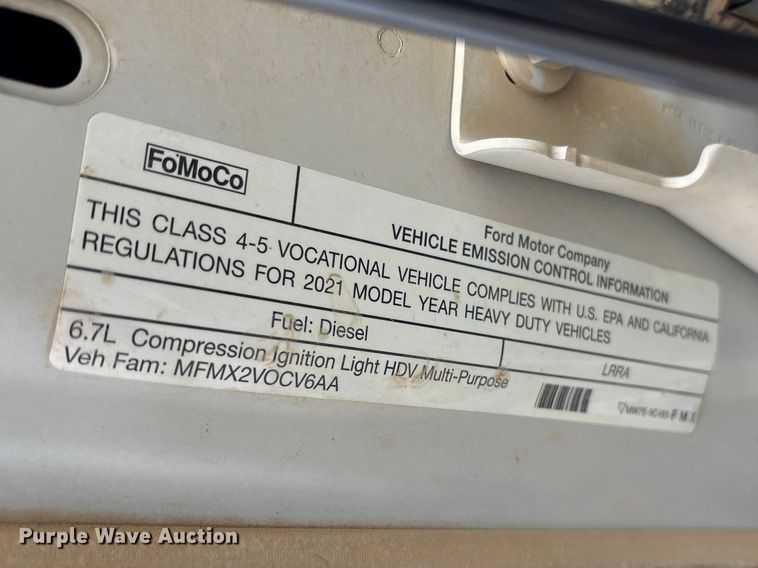 FoMoCo
Ford Motor Company
VEHICLE EMISSION CONTROL INFORMATION
THIS CLASS 4-5 VOCATIONAL VEHICLE COMPLIES WITH U.S. EPA AND CALIFORNIA
REGULATIONS FOR 2021 MODEL YEAR HEAVY DUTY VEHICLES
Fuel: Diesel
LRRA
6.7L Compression Ignition Light HDV Multi-Purpose
Veh Fam: MFMX2VOCV6AA
FMX
Purple Wave Auction